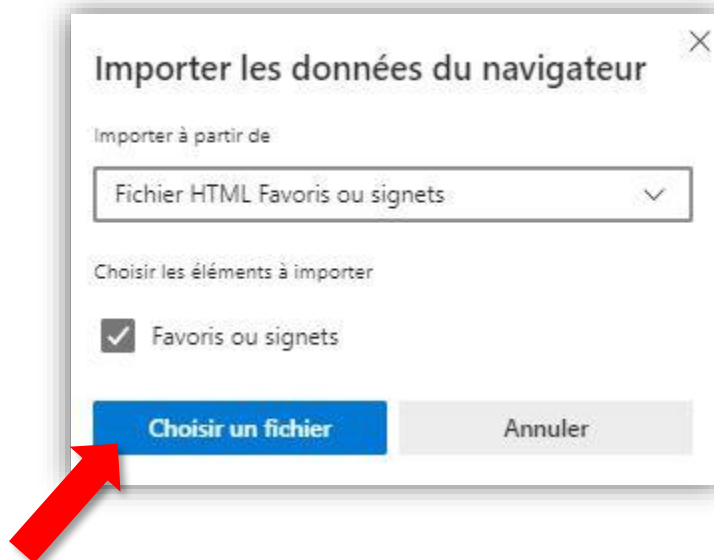 Importer les données du navigateur
Importer à partir de
Fichier HTML Favoris ou signets
Choisir les éléments à importer
Favoris ou signets
Choisir un fichier
Annuler